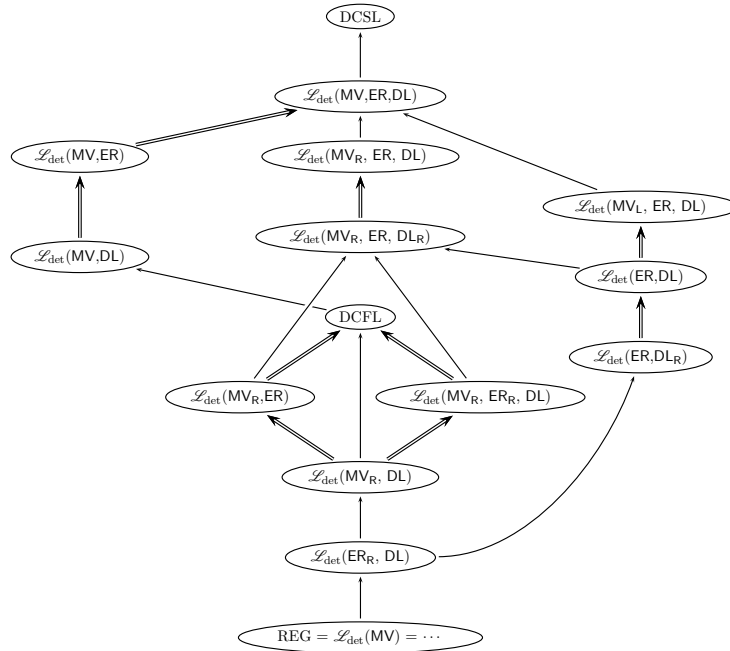 DCSL
ℒdet(MV,ER,DL)
ℒdet(MV,ER)
ℒdet(MVR, ER, DL)
ℒdet(MVL, ER, DL)
ℒdet(MVR, ER, DLR)
ℒdet(MV,DL)
ℒdet(ER,DL)
DCFL
ℒdet(ER,DLR)
ℒdet(MVR,ER)
ℒdet(MVR, ERR, DL)
ℒdet(MVR, DL)
ℒdet(ERR, DL)
REG = ℒdet(MV) = ···